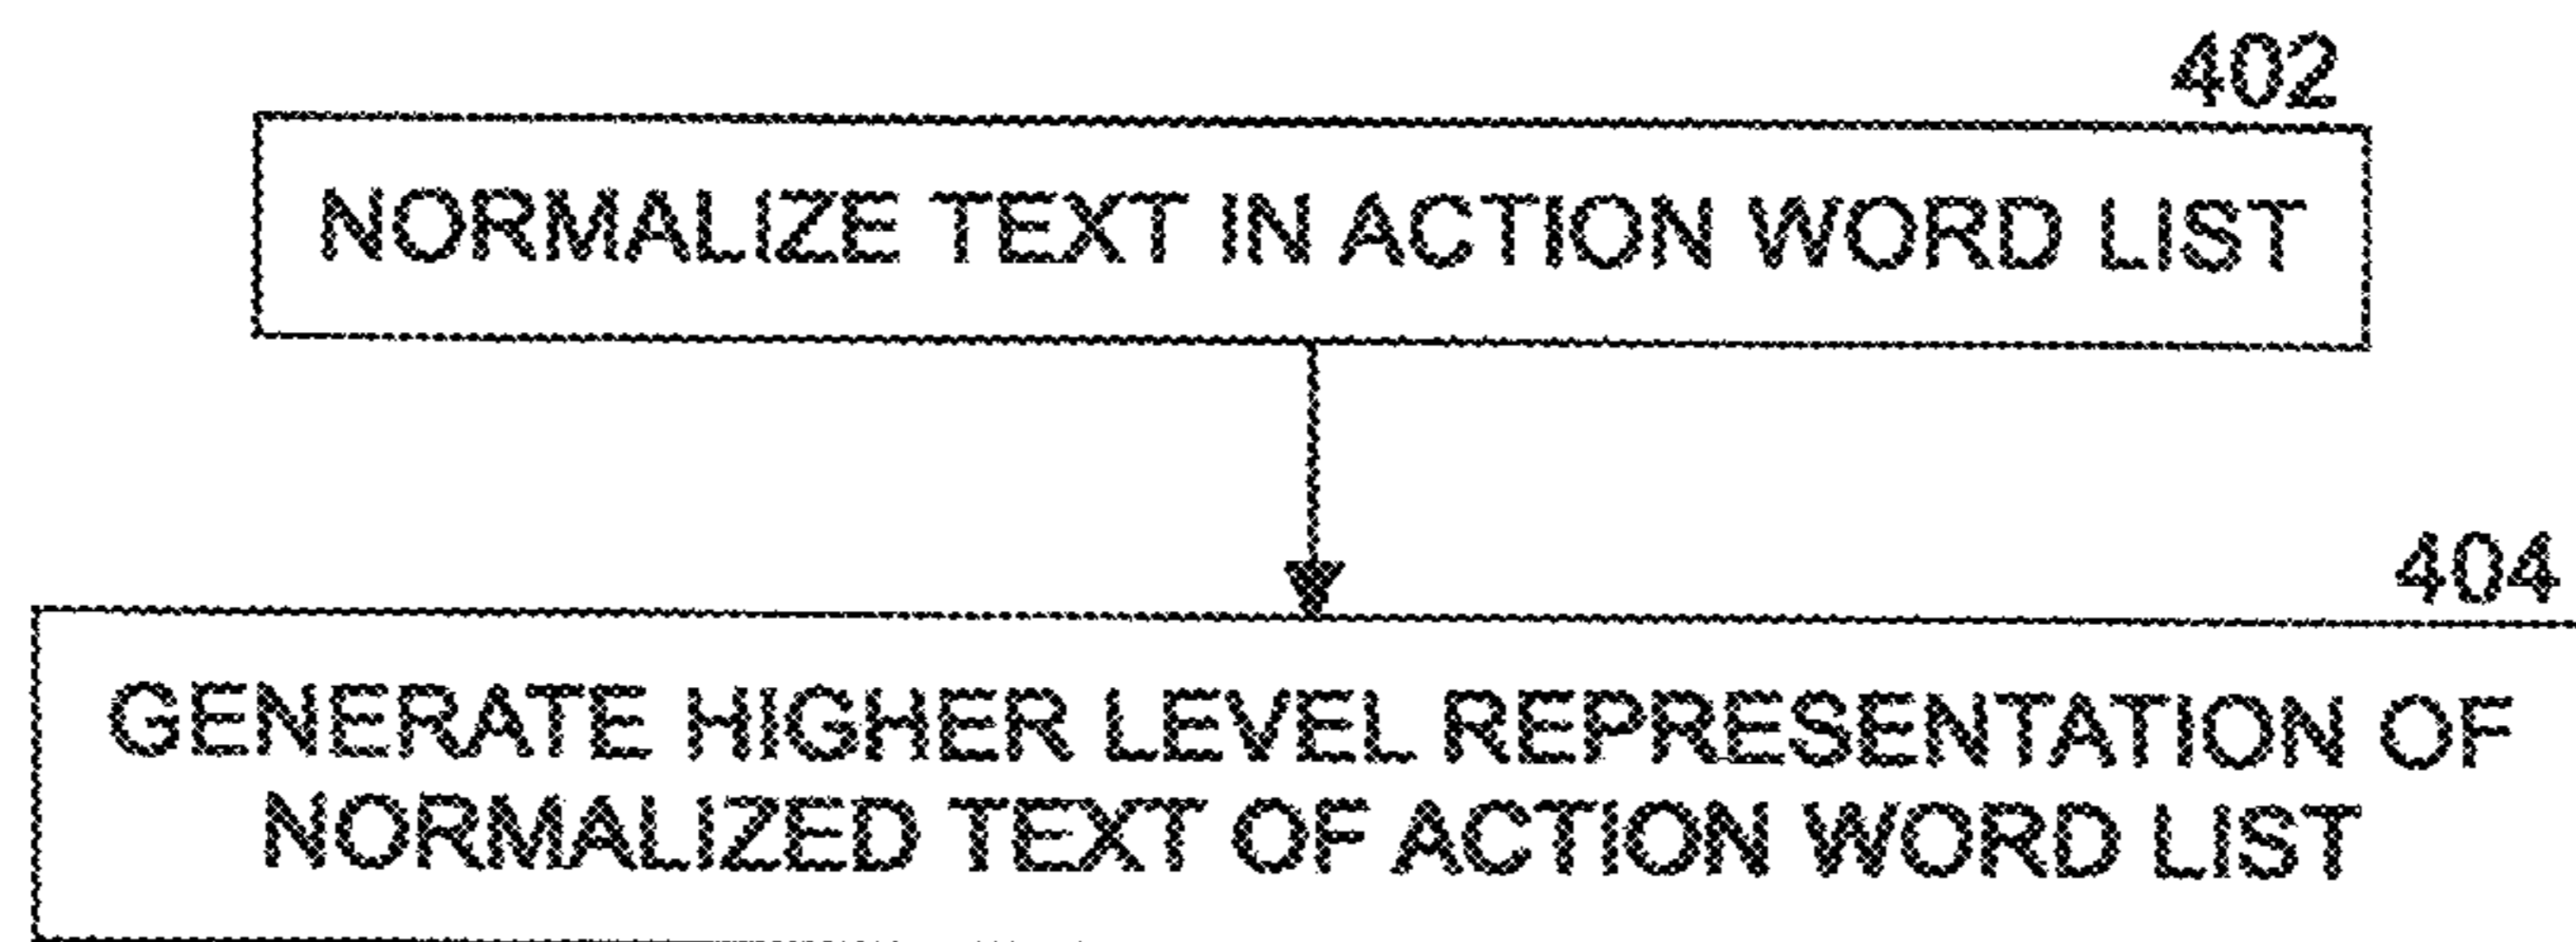 402
NORMALIZE TEXT IN ACTION WORD LIST
404
GENERATE HIGHER LEVEL REPRESENTATION OF
NORMALIZED TEXT OF ACTION WORD LIST